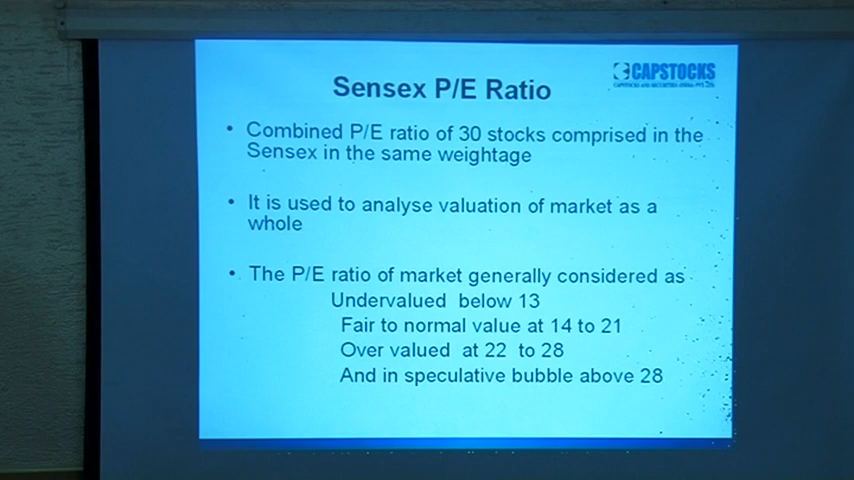 CAPSTOCKS
Sensex P/E Ratio
• Combined P/E ratio of 30 stocks comprised in the
Sensex in the same weightage
• It is used to analyse valuation of market as a
whole
• The P/E ratio of market generally considered as
Undervalued below 13
Fair to normal value at 14 to 21
Over valued at 22 to 28
And in speculative bubble above 28